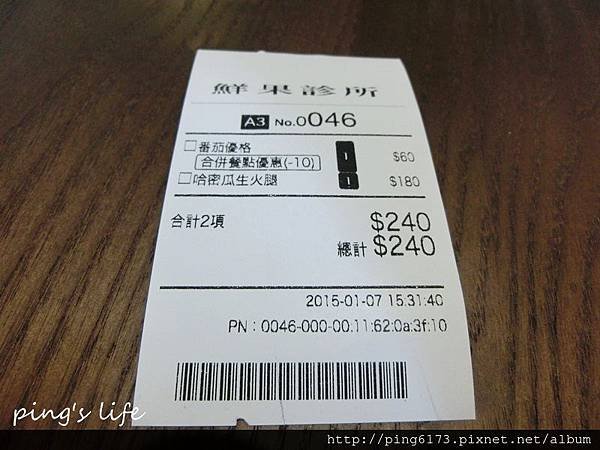 鮮果診所
A3 No.0046
□番茄優格 1 $60
合併餐點優惠(-10)
□哈密瓜生火腿 1 $180
合計2項 $240
總計 $240
2015-01-07 15:31:40
PN：0046-000-00:11:62:0a:3f:10
ping's life
http://ping6173.pixnet.net/album